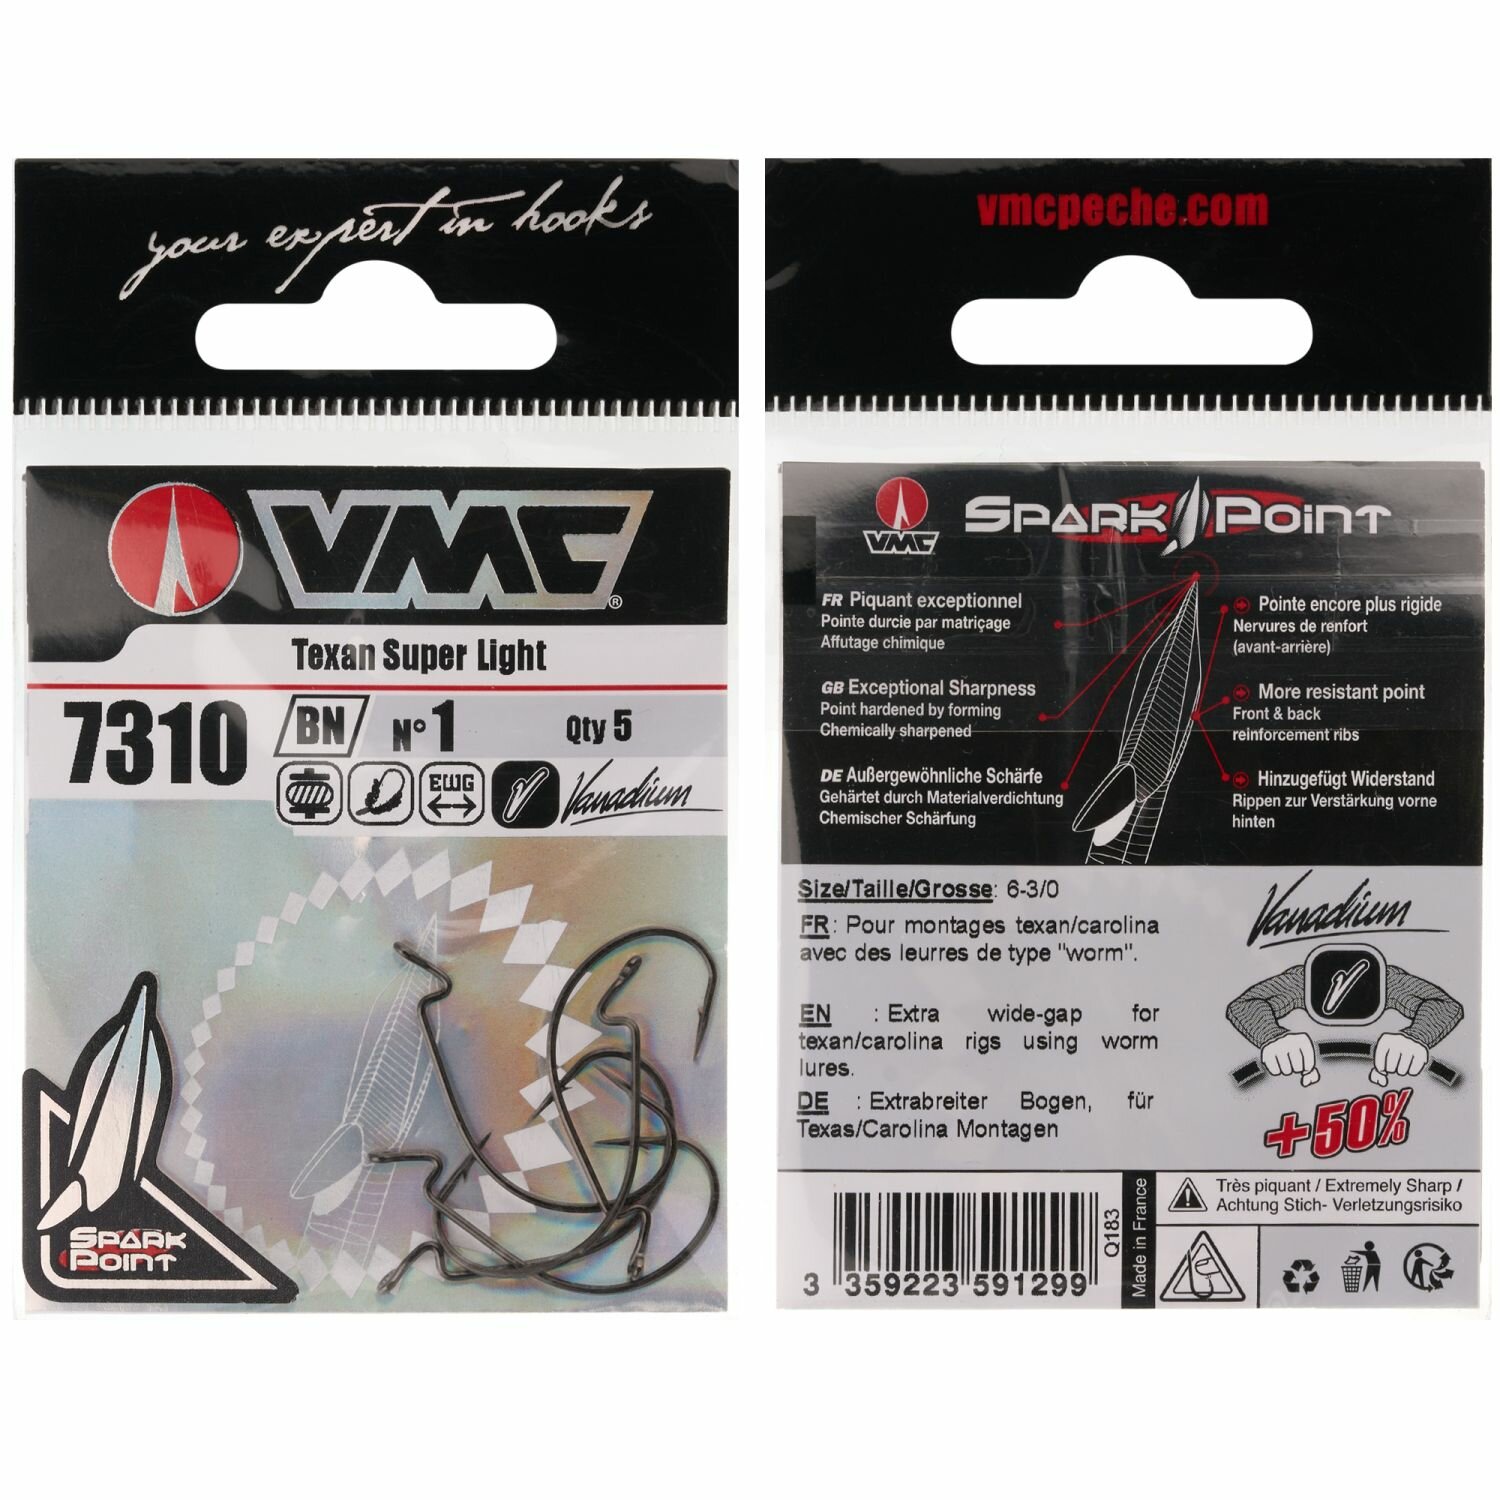 your expert in hooks
VMC®
Texan Super Light
7310
BN
N° 1
Qty 5
EWG
Vanadium
SPARK
POINT
vmcpeche.com
VMC
SPARK POINT
FR Piquant exceptionnel
Pointe durcie par matriçage
Affutage chimique
GB Exceptional Sharpness
Point hardened by forming
Chemically sharpened
DE Außergewöhnliche Schärfe
Gehärtet durch Materialverdichtung
Chemischer Schärfung
Pointe encore plus rigide
Nervures de renfort
(avant-arrière)
More resistant point
Front & back
reinforcement ribs
Hinzugefügt Widerstand
Rippen zur Verstärkung vorne
hinten
Size/Taille/Grosse: 6-3/0
FR: Pour montages texan/carolina
avec des leurres de type "worm".
EN : Extra wide-gap for
texan/carolina rigs using worm
lures.
DE : Extrabreiter Bogen, für
Texas/Carolina Montagen
Vanadium
+50%
3 359223 591299
Q183
Made in France
Très piquant / Extremely Sharp /
Achtung Stich- Verletzungsrisiko